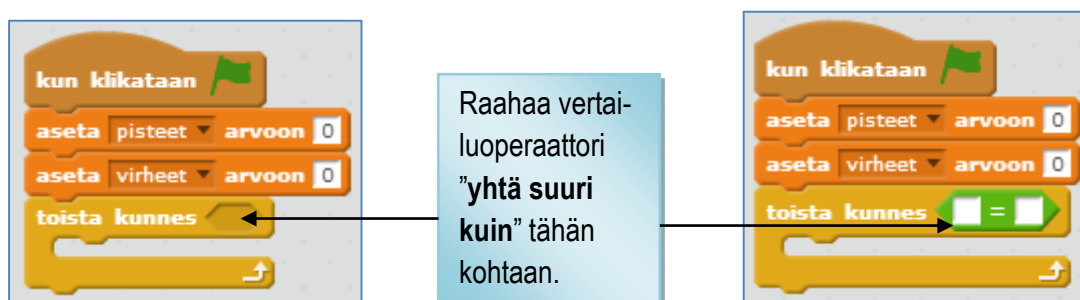 kun klikataan
aseta pisteet arvoon 0
aseta virheet arvoon 0
toista kunnes
Raahaa vertai-
luoperaattori
"yhtä suuri
kuin" tähän
kohtaan.
kun klikataan
aseta pisteet arvoon 0
aseta virheet arvoon 0
toista kunnes =